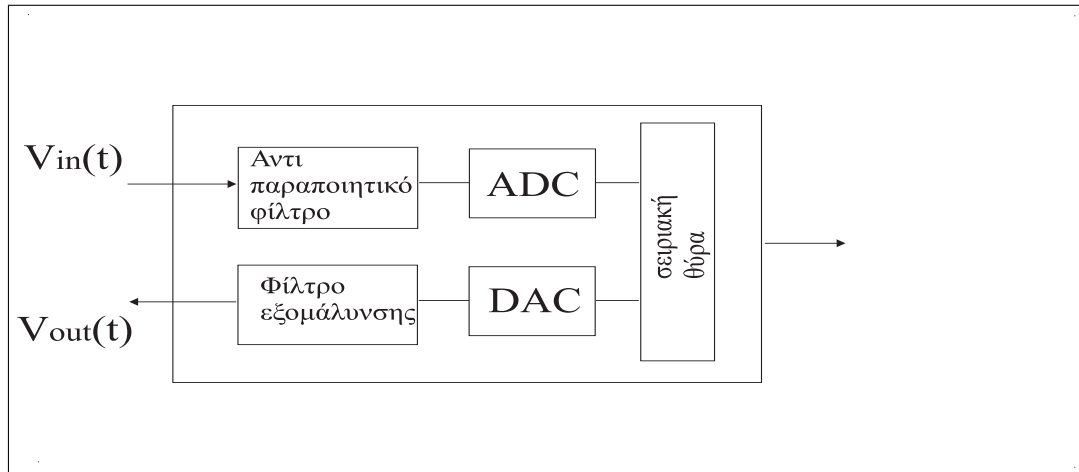 Vin(t)
Αντι
παραποιητικό
φίλτρο
ADC
σειριακή
θύρα
Φίλτρο
εξομάλυνσης
DAC
Vout(t)